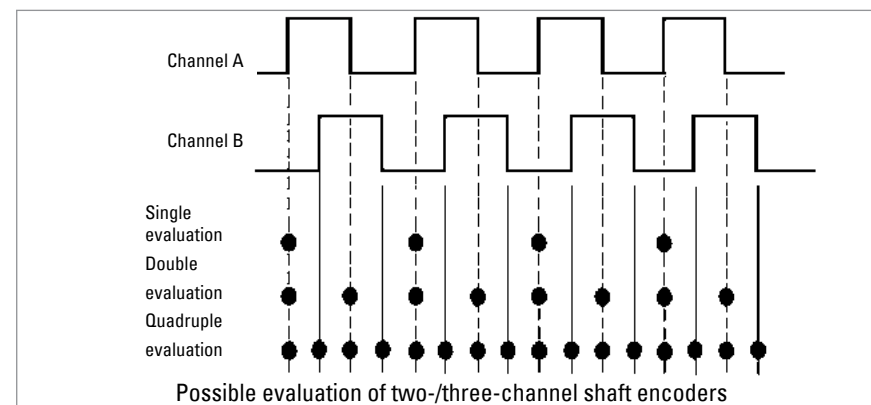 Channel A
Channel B
Single
evaluation
Double
evaluation
Quadruple
evaluation
Possible evaluation of two-/three-channel shaft encoders